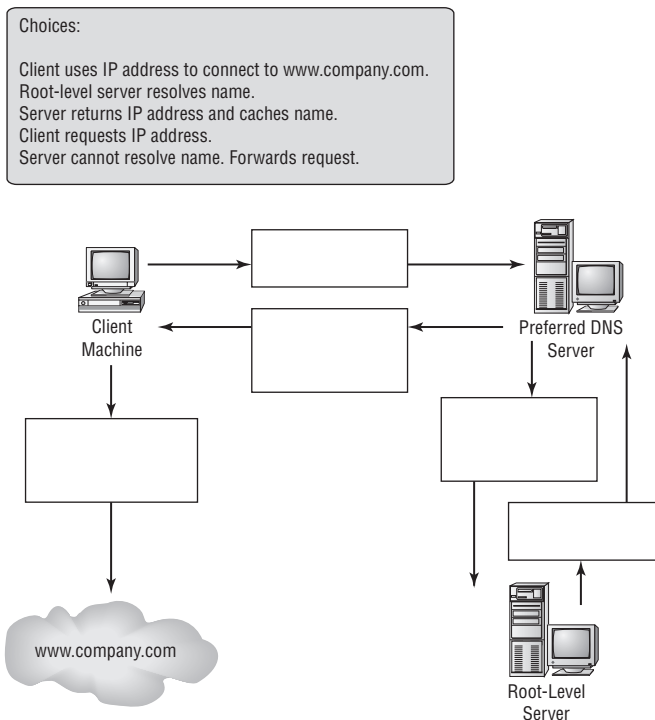 Choices:
Client uses IP address to connect to www.company.com.
Root-level server resolves name.
Server returns IP address and caches name.
Client requests IP address.
Server cannot resolve name. Forwards request.
Client
Machine
Preferred DNS
Server
www.company.com
Root-Level
Server